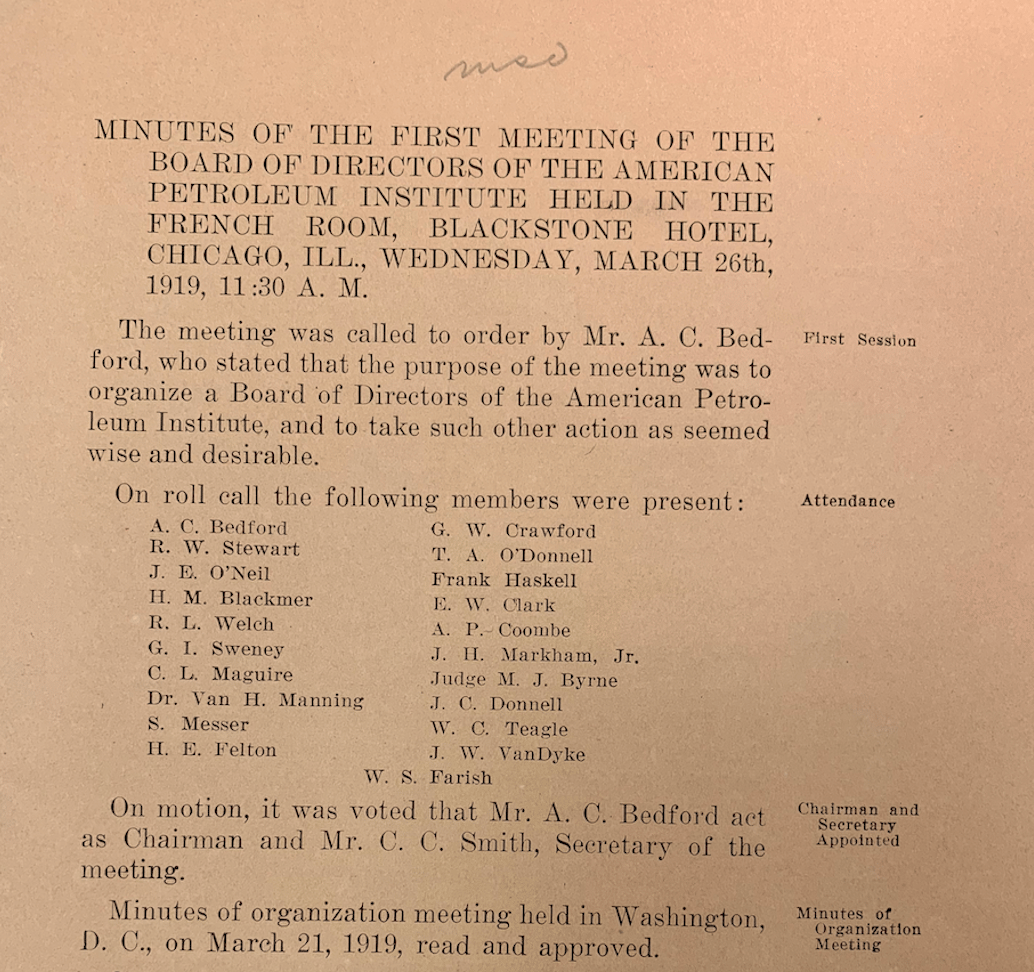 MINUTES OF THE FIRST MEETING OF THE
BOARD OF DIRECTORS OF THE AMERICAN
PETROLEUM INSTITUTE HELD IN THE
FRENCH ROOM, BLACKSTONE HOTEL,
CHICAGO, ILL., WEDNESDAY, MARCH 26th,
1919, 11:30 A. M.
The meeting was called to order by Mr. A. C. Bed-
First Session
ford, who stated that the purpose of the meeting was to
organize a Board of Directors of the American Petro-
leum Institute, and to take such other action as seemed
wise and desirable.
On roll call the following members were present:
Attendance
A. C. Bedford
R. W. Stewart
J. E. O'Neil
H. M. Blackmer
R. L. Welch
G. I. Sweney
C. L. Maguire
Dr. Van H. Manning
S. Messer
H. E. Felton
G. W. Crawford
T. A. O'Donnell
Frank Haskell
E. W. Clark
A. P. Coombe
J. H. Markham, Jr.
Judge M. J. Byrne
J. C. Donnell
W. C. Teagle
J. W. VanDyke
W. S. Farish
On motion, it was voted that Mr. A. C. Bedford act
as Chairman and Mr. C. C. Smith, Secretary of the
meeting.
Chairman and
Secretary
Appointed
Minutes of organization meeting held in Washington,
D. C., on March 21, 1919, read and approved.
Minutes of
Organization
Meeting